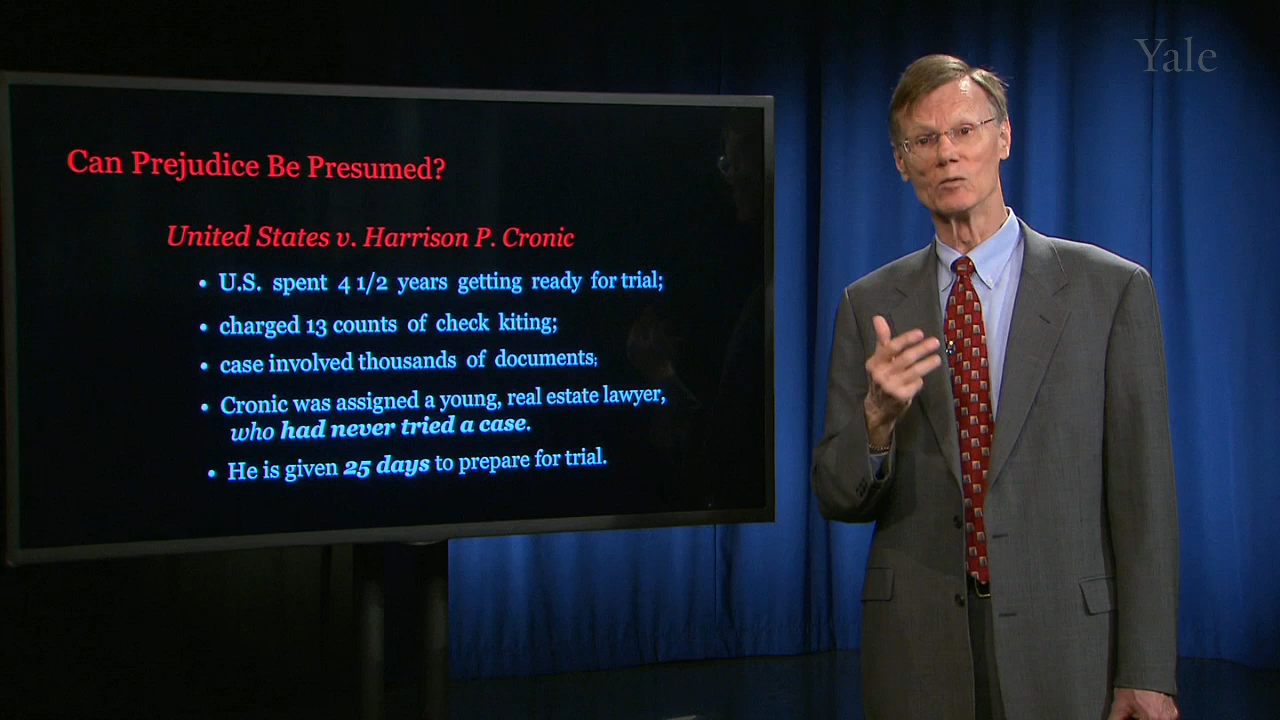 Yale
Can Prejudice Be Presumed?
United States v. Harrison P. Cronic
• U.S. spent 4 1/2 years getting ready for trial;
• charged 13 counts of check kiting;
• case involved thousands of documents;
• Cronic was assigned a young, real estate lawyer,
who had never tried a case.
• He is given 25 days to prepare for trial.